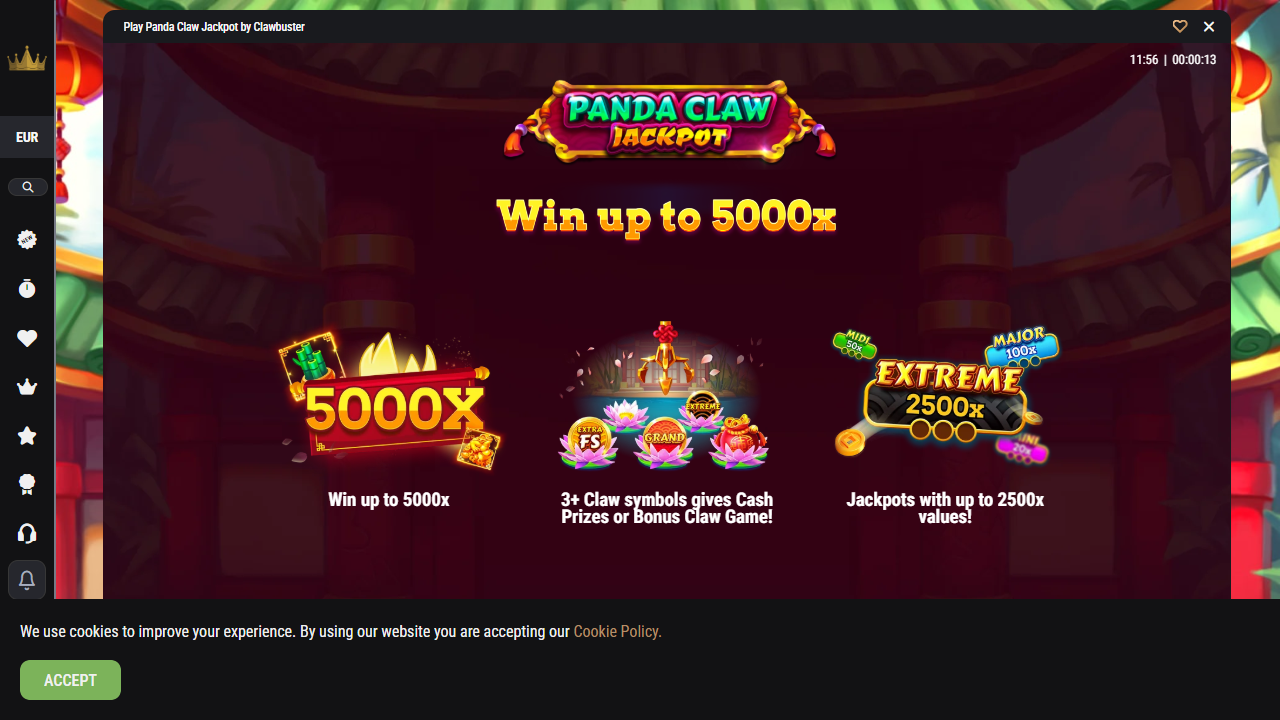 Play Panda Claw Jackpot by Clawbuster
11:56 | 00:00:13
EUR
NEW
PANDA CLAW
JACKPOT
Win up to 5000x
5000X
EXTRA
FS
GRAND
EXTREME
MIDI
50x
MAJOR
100x
EXTREME
2500x
MINI
20x
Win up to 5000x
3+ Claw symbols gives Cash
Prizes or Bonus Claw Game!
Jackpots with up to 2500x
values!
We use cookies to improve your experience. By using our website you are accepting our Cookie Policy.
ACCEPT